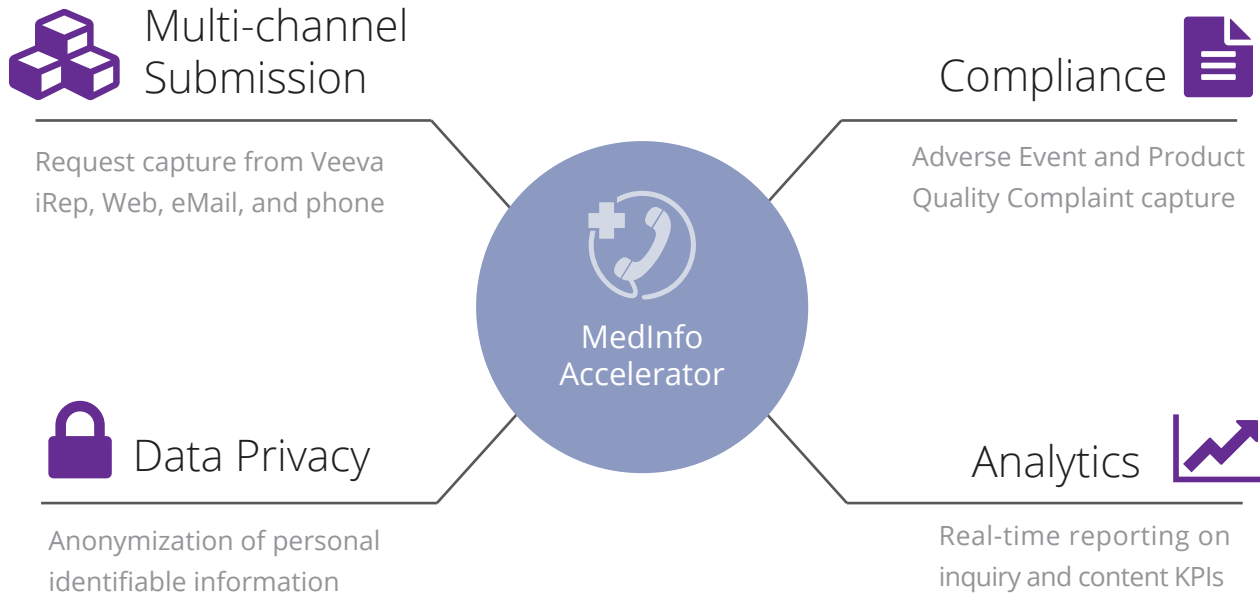 Multi-channel
Submission
Request capture from Veeva
iRep, Web, eMail, and phone
Compliance
Adverse Event and Product
Quality Complaint capture
MedInfo
Accelerator
Data Privacy
Anonymization of personal
identifiable information
Analytics
Real-time reporting on
inquiry and content KPIs